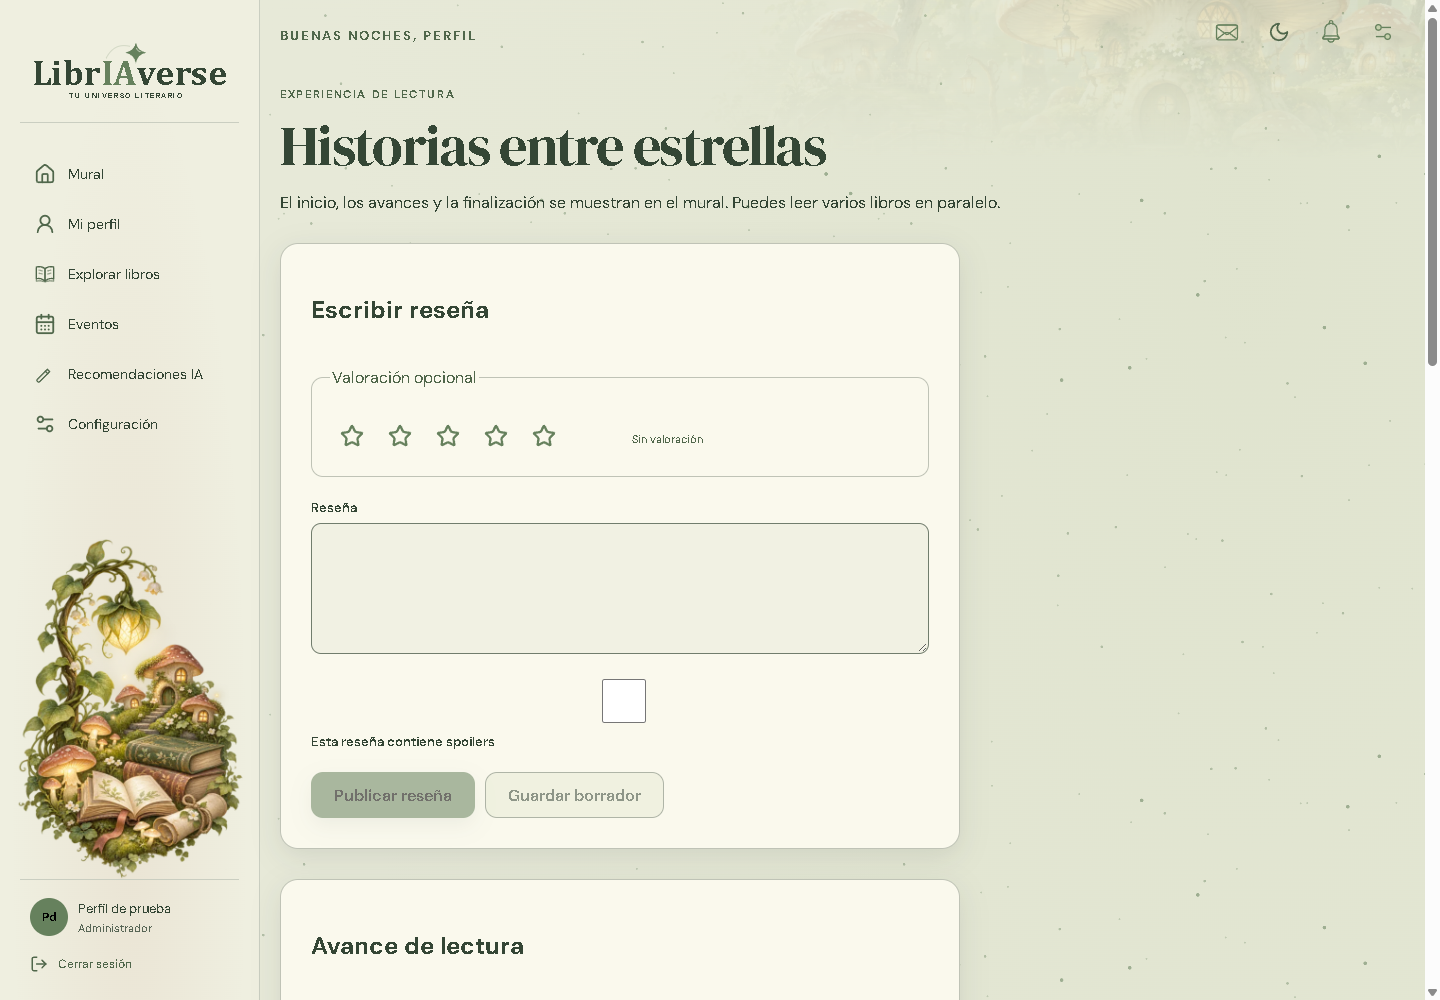 LibrIAverse
TU UNIVERSO LITERARIO
Mural
Mi perfil
Explorar libros
Eventos
Recomendaciones IA
Configuración
Pd
Perfil de prueba
Administrador
Cerrar sesión
BUENAS NOCHES, PERFIL
EXPERIENCIA DE LECTURA
Historias entre estrellas
El inicio, los avances y la finalización se muestran en el mural. Puedes leer varios libros en paralelo.
Escribir reseña
Valoración opcional
Sin valoración
Reseña
Esta reseña contiene spoilers
Publicar reseña
Guardar borrador
Avance de lectura